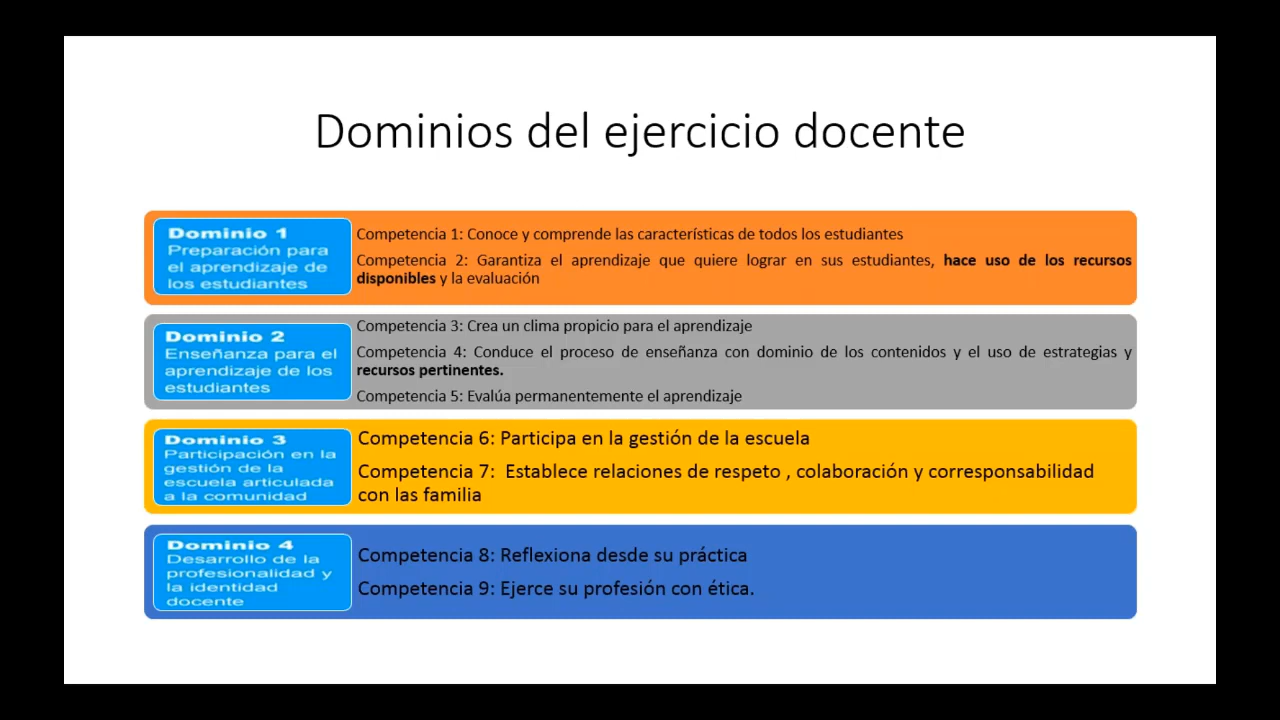 Dominios del ejercicio docente
Dominio 1
Preparación para
el aprendizaje de
los estudiantes
Competencia 1: Conoce y comprende las características de todos los estudiantes
Competencia 2: Garantiza el aprendizaje que quiere lograr en sus estudiantes, hace uso de los recursos
disponibles y la evaluación
Dominio 2
Enseñanza para el
aprendizaje de los
estudiantes
Competencia 3: Crea un clima propicio para el aprendizaje
Competencia 4: Conduce el proceso de enseñanza con dominio de los contenidos y el uso de estrategias y
recursos pertinentes.
Competencia 5: Evalúa permanentemente el aprendizaje
Dominio 3
Participación en la
gestión de la
escuela articulada
a la comunidad
Competencia 6: Participa en la gestión de la escuela
Competencia 7: Establece relaciones de respeto , colaboración y corresponsabilidad
con las familia
Dominio 4
Desarrollo de la
profesionalidad y
la identidad
docente
Competencia 8: Reflexiona desde su práctica
Competencia 9: Ejerce su profesión con ética.